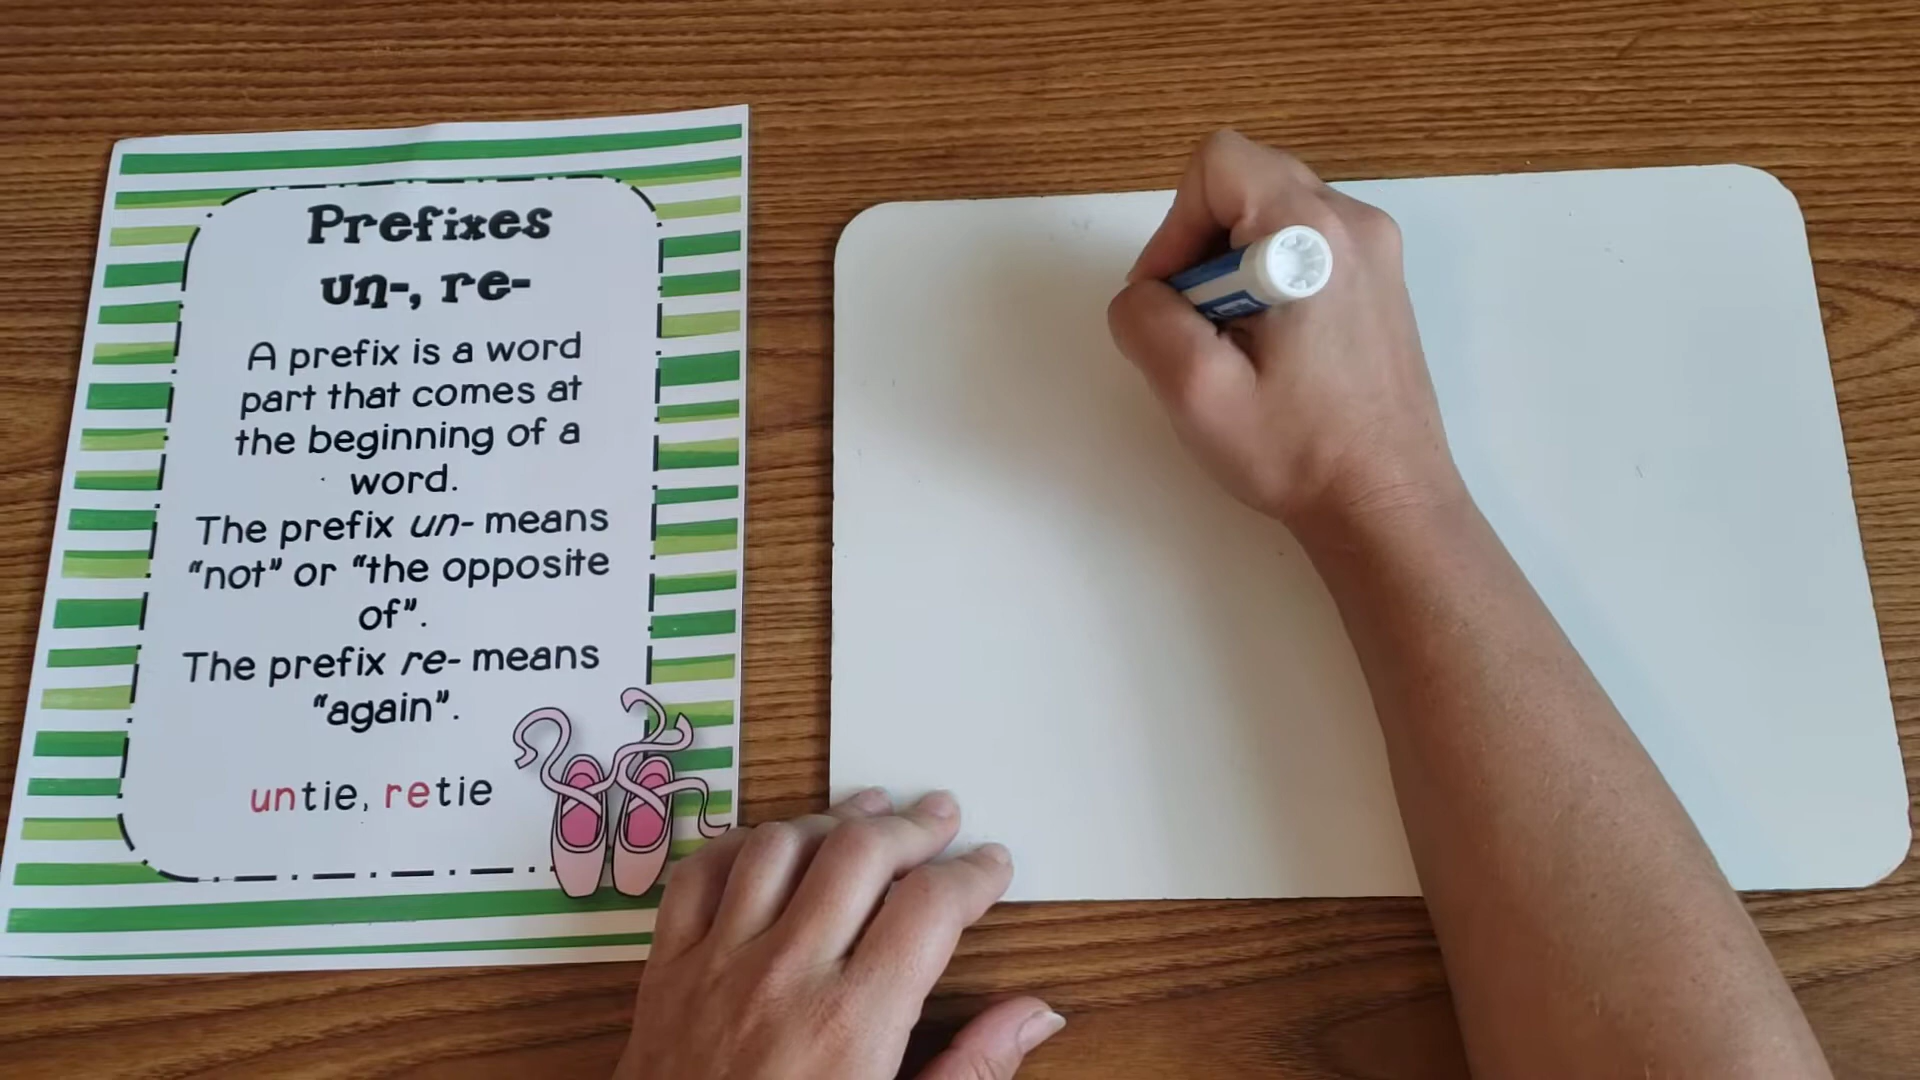 Prefixes
un-, re-
A prefix is a word
part that comes at
the beginning of a
word.
The prefix un- means
“not” or “the opposite
of”.
The prefix re- means
“again”.
untie, retie